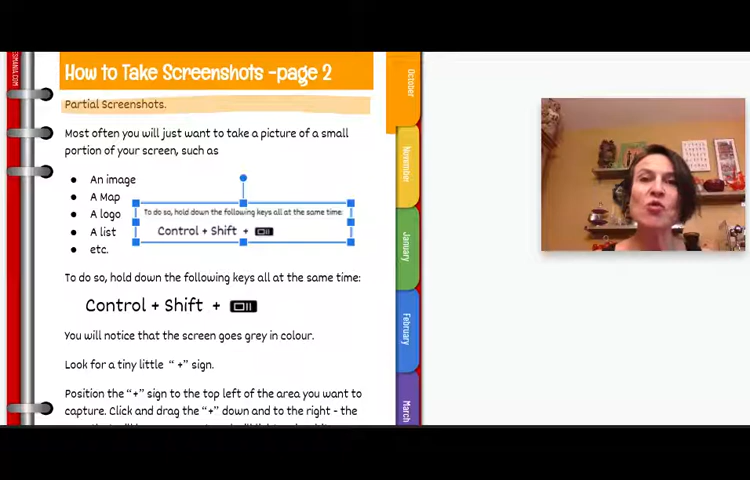 How to Take Screenshots -page 2
Partial Screenshots.
Most often you will just want to take a picture of a small
portion of your screen, such as
● An image
● A Map
● A logo
● A list
● etc.
To do so, hold down the following keys all at the same time:
Control + Shift +
To do so, hold down the following keys all at the same time:
Control + Shift +
You will notice that the screen goes grey in colour.
Look for a tiny little “ +” sign.
Position the “+” sign to the top left of the area you want to
capture. Click and drag the “+” down and to the right - the
October
November
January
February
March